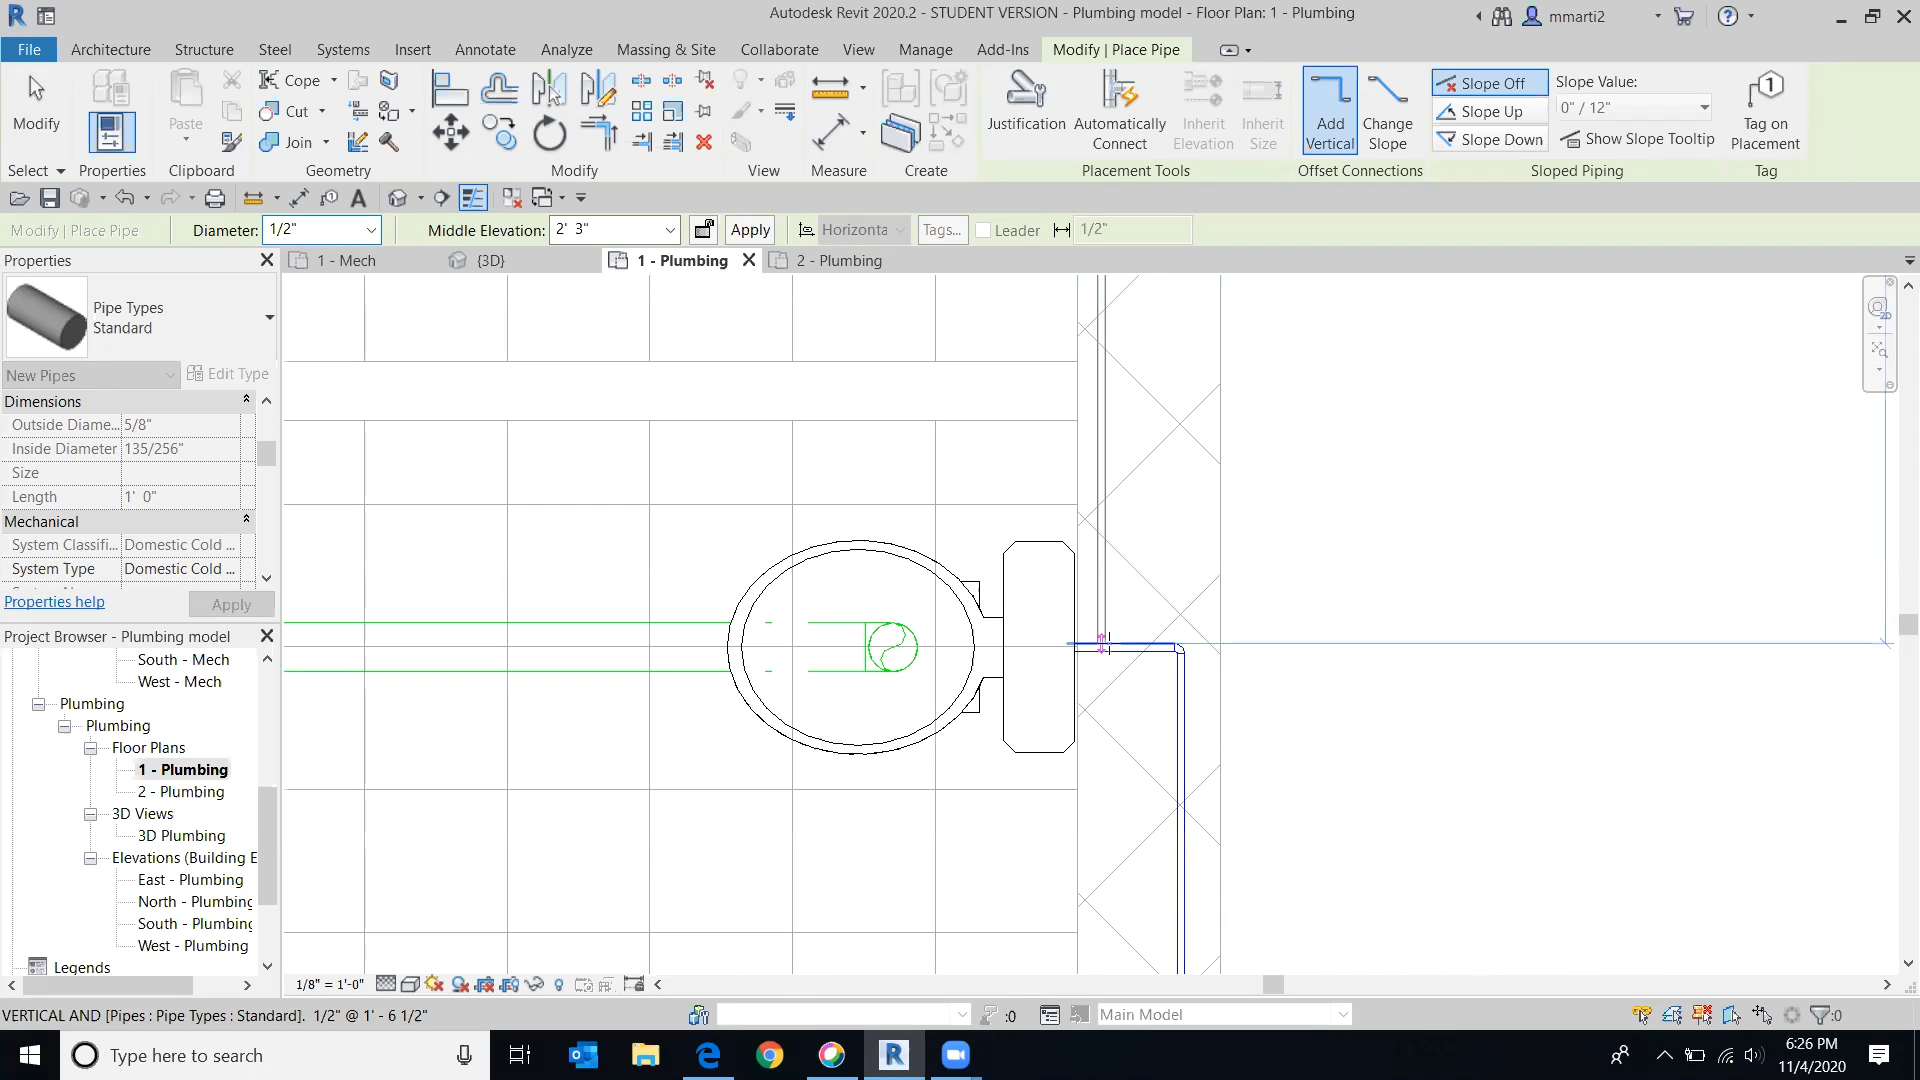 Autodesk Revit 2020.2 - STUDENT VERSION - Plumbing model - Floor Plan: 1 - Plumbing
mmarti2
File Architecture Structure Steel Systems Insert Annotate Analyze Massing & Site Collaborate View Manage Add-Ins Modify | Place Pipe
Modify
Paste
Cope
Cut
Join
Justification
Automatically Connect
Inherit Elevation
Inherit Size
Add Vertical
Change Slope
Slope Off
Slope Up
Slope Down
Slope Value:
0" / 12"
Show Slope Tooltip
Tag on Placement
Select Properties Clipboard Geometry Modify View Measure Create Placement Tools Offset Connections Sloped Piping Tag
Modify | Place Pipe Diameter: 1/2" Middle Elevation: 2' 3" Apply Horizonta Tags... Leader 1/2"
Properties
1 - Mech {3D} 1 - Plumbing 2 - Plumbing
Pipe Types
Standard
New Pipes Edit Type
Dimensions
Outside Diame... 5/8"
Inside Diameter 135/256"
Size
Length 1' 0"
Mechanical
System Classifi... Domestic Cold ...
System Type Domestic Cold ...
Properties help Apply
Project Browser - Plumbing model
South - Mech
West - Mech
Plumbing
Plumbing
Floor Plans
1 - Plumbing
2 - Plumbing
3D Views
3D Plumbing
Elevations (Building E
East - Plumbing
North - Plumbing
South - Plumbing
West - Plumbing
Legends
1/8" = 1'-0"
VERTICAL AND [Pipes : Pipe Types : Standard]. 1/2" @ 1' - 6 1/2"
:0
Main Model
:0
Type here to search
6:26 PM
11/4/2020